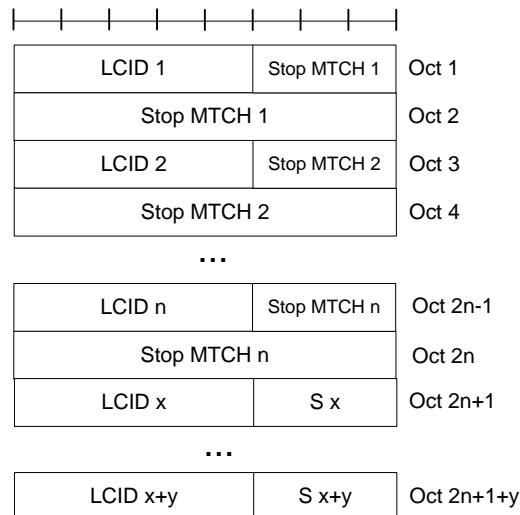 LCID 1 Stop MTCH 1 Oct 1
Stop MTCH 1 Oct 2
LCID 2 Stop MTCH 2 Oct 3
Stop MTCH 2 Oct 4
...
LCID n Stop MTCH n Oct 2n-1
Stop MTCH n Oct 2n
LCID x S x Oct 2n+1
...
LCID x+y S x+y Oct 2n+1+y